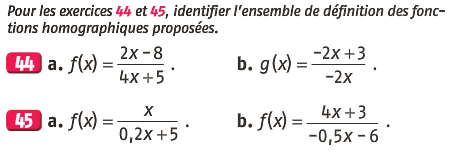 Pour les exercices 44 et 45, identifier l'ensemble de définition des fonc-
tions homographiques proposées.
44 a. f(x) = (2x – 8)/(4x + 5) . b. g(x) = (–2x + 3)/(–2x) .
45 a. f(x) = x/(0,2x + 5) . b. f(x) = (4x + 3)/(–0,5x – 6) .